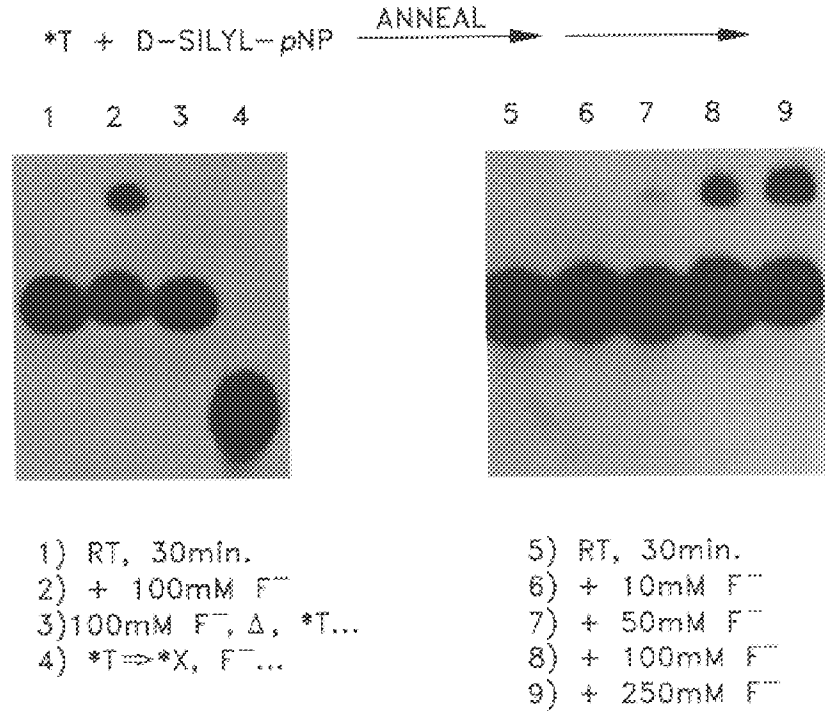 *T + D-SILYL-pNP ANNEAL
1 2 3 4 5 6 7 8 9
1) RT, 30min.
2) + 100mM F⁻
3)100mM F⁻, Δ, *T...
4) *T⇒*X, F⁻...
5) RT, 30min.
6) + 10mM F⁻
7) + 50mM F⁻
8) + 100mM F⁻
9) + 250mM F⁻